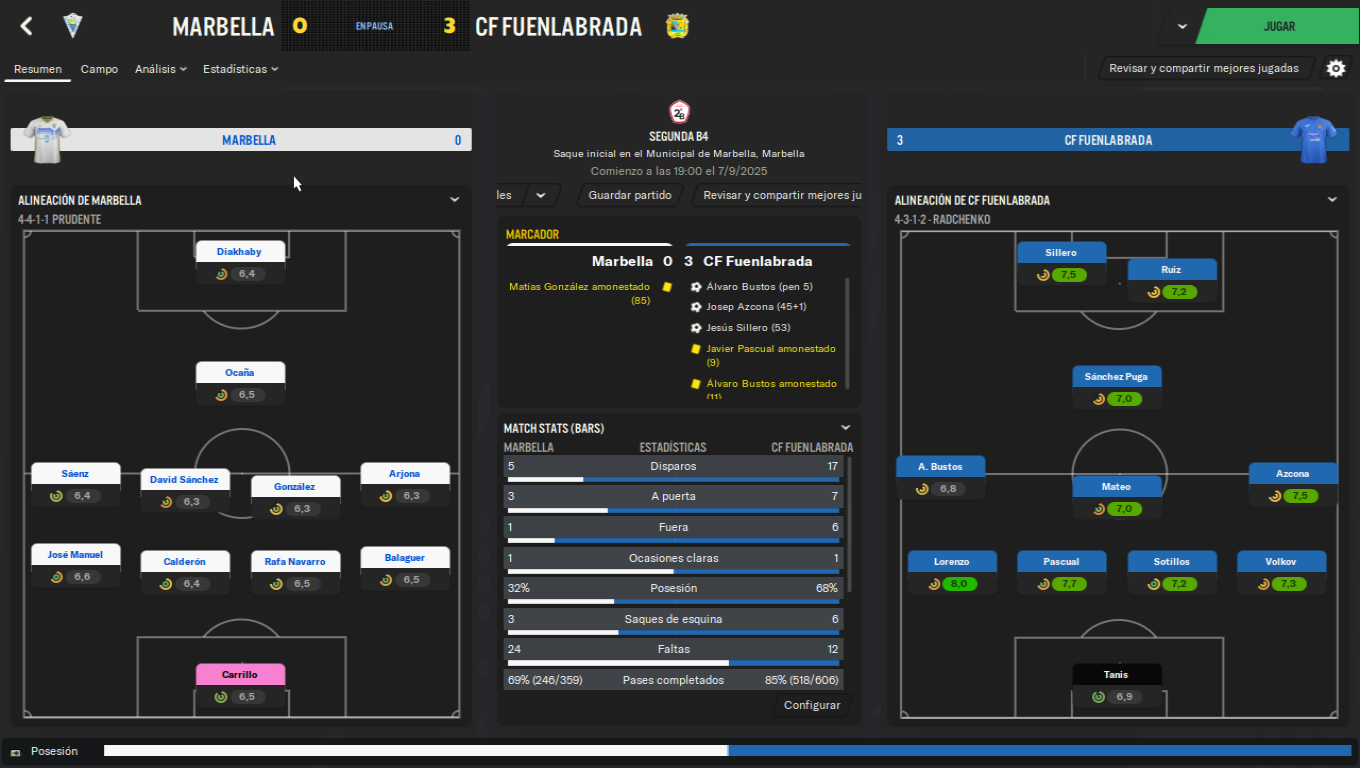 MARBELLA
0
EN PAUSA
3
CF FUENLABRADA
JUGAR
Resumen
Campo
Análisis
Estadísticas
Revisar y compartir mejores jugadas
MARBELLA
0
ALINEACIÓN DE MARBELLA
4-4-1-1 PRUDENTE
Diakhaby
6,4
Ocaña
6,5
Sáenz
6,4
David Sánchez
6,3
González
6,3
Arjona
6,3
José Manuel
6,6
Calderón
6,4
Rafa Navarro
6,5
Balaguer
6,5
Carrillo
6,5
2ªB
SEGUNDA B4
Saque inicial en el Municipal de Marbella, Marbella
Comienzo a las 19:00 el 7/9/2025
les
Guardar partido
Revisar y compartir mejores ju
MARCADOR
Marbella 0 3 CF Fuenlabrada
Matías González amonestado
(85)
Álvaro Bustos (pen 5)
Josep Azcona (45+1)
Jesús Sillero (53)
Javier Pascual amonestado
(9)
Álvaro Bustos amonestado
(11)
MATCH STATS (BARS)
MARBELLA ESTADÍSTICAS CF FUENLABRADA
5 Disparos 17
3 A puerta 7
1 Fuera 6
1 Ocasiones claras 1
32% Posesión 68%
3 Saques de esquina 6
24 Faltas 12
69% (246/359) Pases completados 85% (518/606)
Configurar
3
CF FUENLABRADA
ALINEACIÓN DE CF FUENLABRADA
4-3-1-2 - RADCHENKO
Sillero
7,5
Ruiz
7,2
Sánchez Puga
7,0
A. Bustos
6,8
Mateo
7,0
Azcona
7,5
Lorenzo
8,0
Pascual
7,7
Sotillos
7,2
Volkov
7,3
Tanis
6,9
Posesión